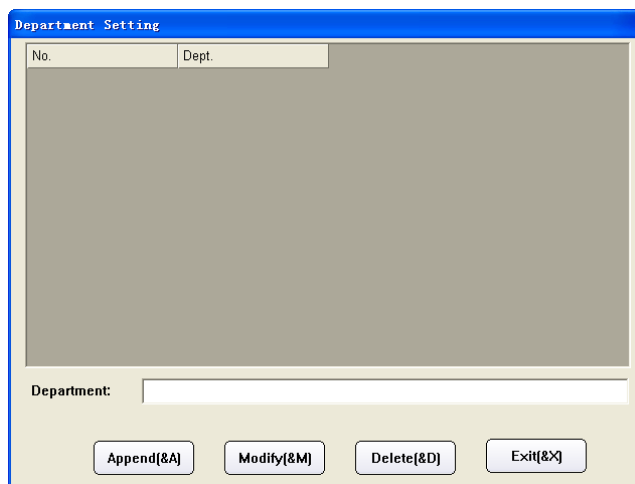 Department Setting
No. Dept.
Department:
Append(&A) Modify(&M) Delete(&D) Exit(&X)